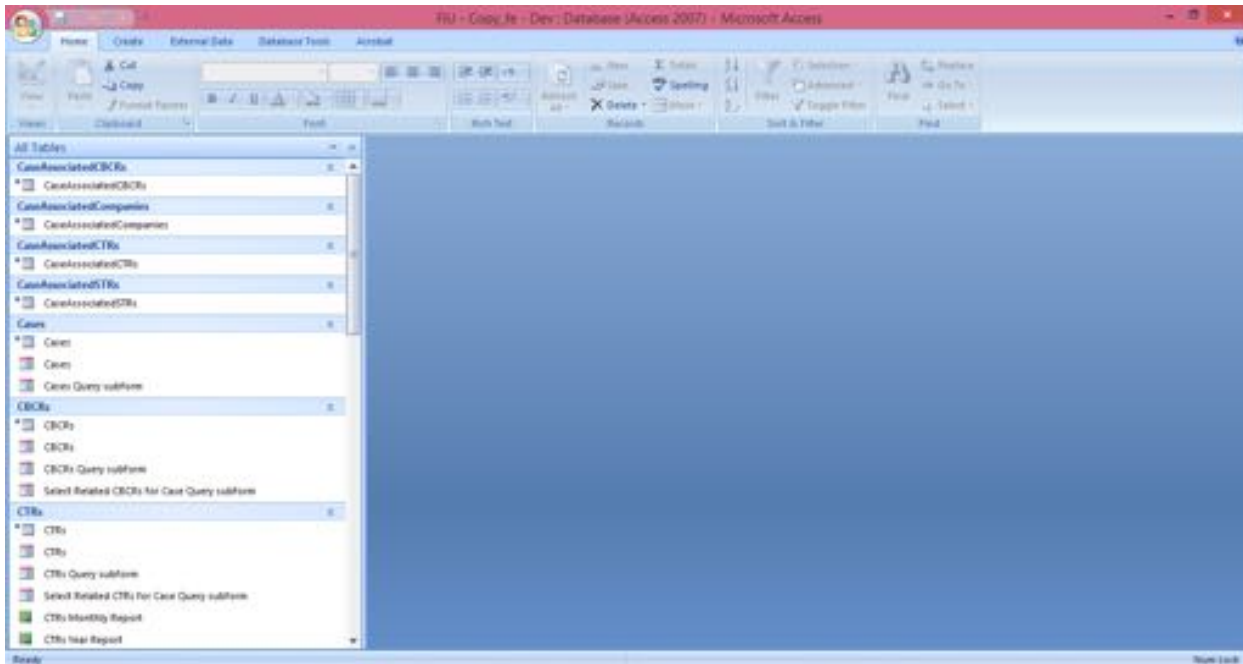 FIU - Copy_fe - Dev : Database (Access 2007) - Microsoft Access
Home Create External Data Database Tools Acrobat
View
Paste
Cut
Copy
Format Painter
New
Save
Delete
Totals
Spelling
More
Filter
Selection
Advanced
Toggle Filter
Find
Replace
Go To
Select
Views Clipboard Font Rich Text Records Sort & Filter Find
All Tables
CaseAssociatedCBCRs
CaseAssociatedCBCRs
CaseAssociatedCompanies
CaseAssociatedCompanies
CaseAssociatedCTRs
CaseAssociatedCTRs
CaseAssociatedSTRs
CaseAssociatedSTRs
Cases
Cases
Cases
Cases Query subform
CBCRs
CBCRs
CBCRs
CBCRs Query subform
Select Related CBCRs for Case Query subform
CTRs
CTRs
CTRs
CTRs Query subform
Select Related CTRs for Case Query subform
CTRs Monthly Report
CTRs Year Report
Ready
Num Lock